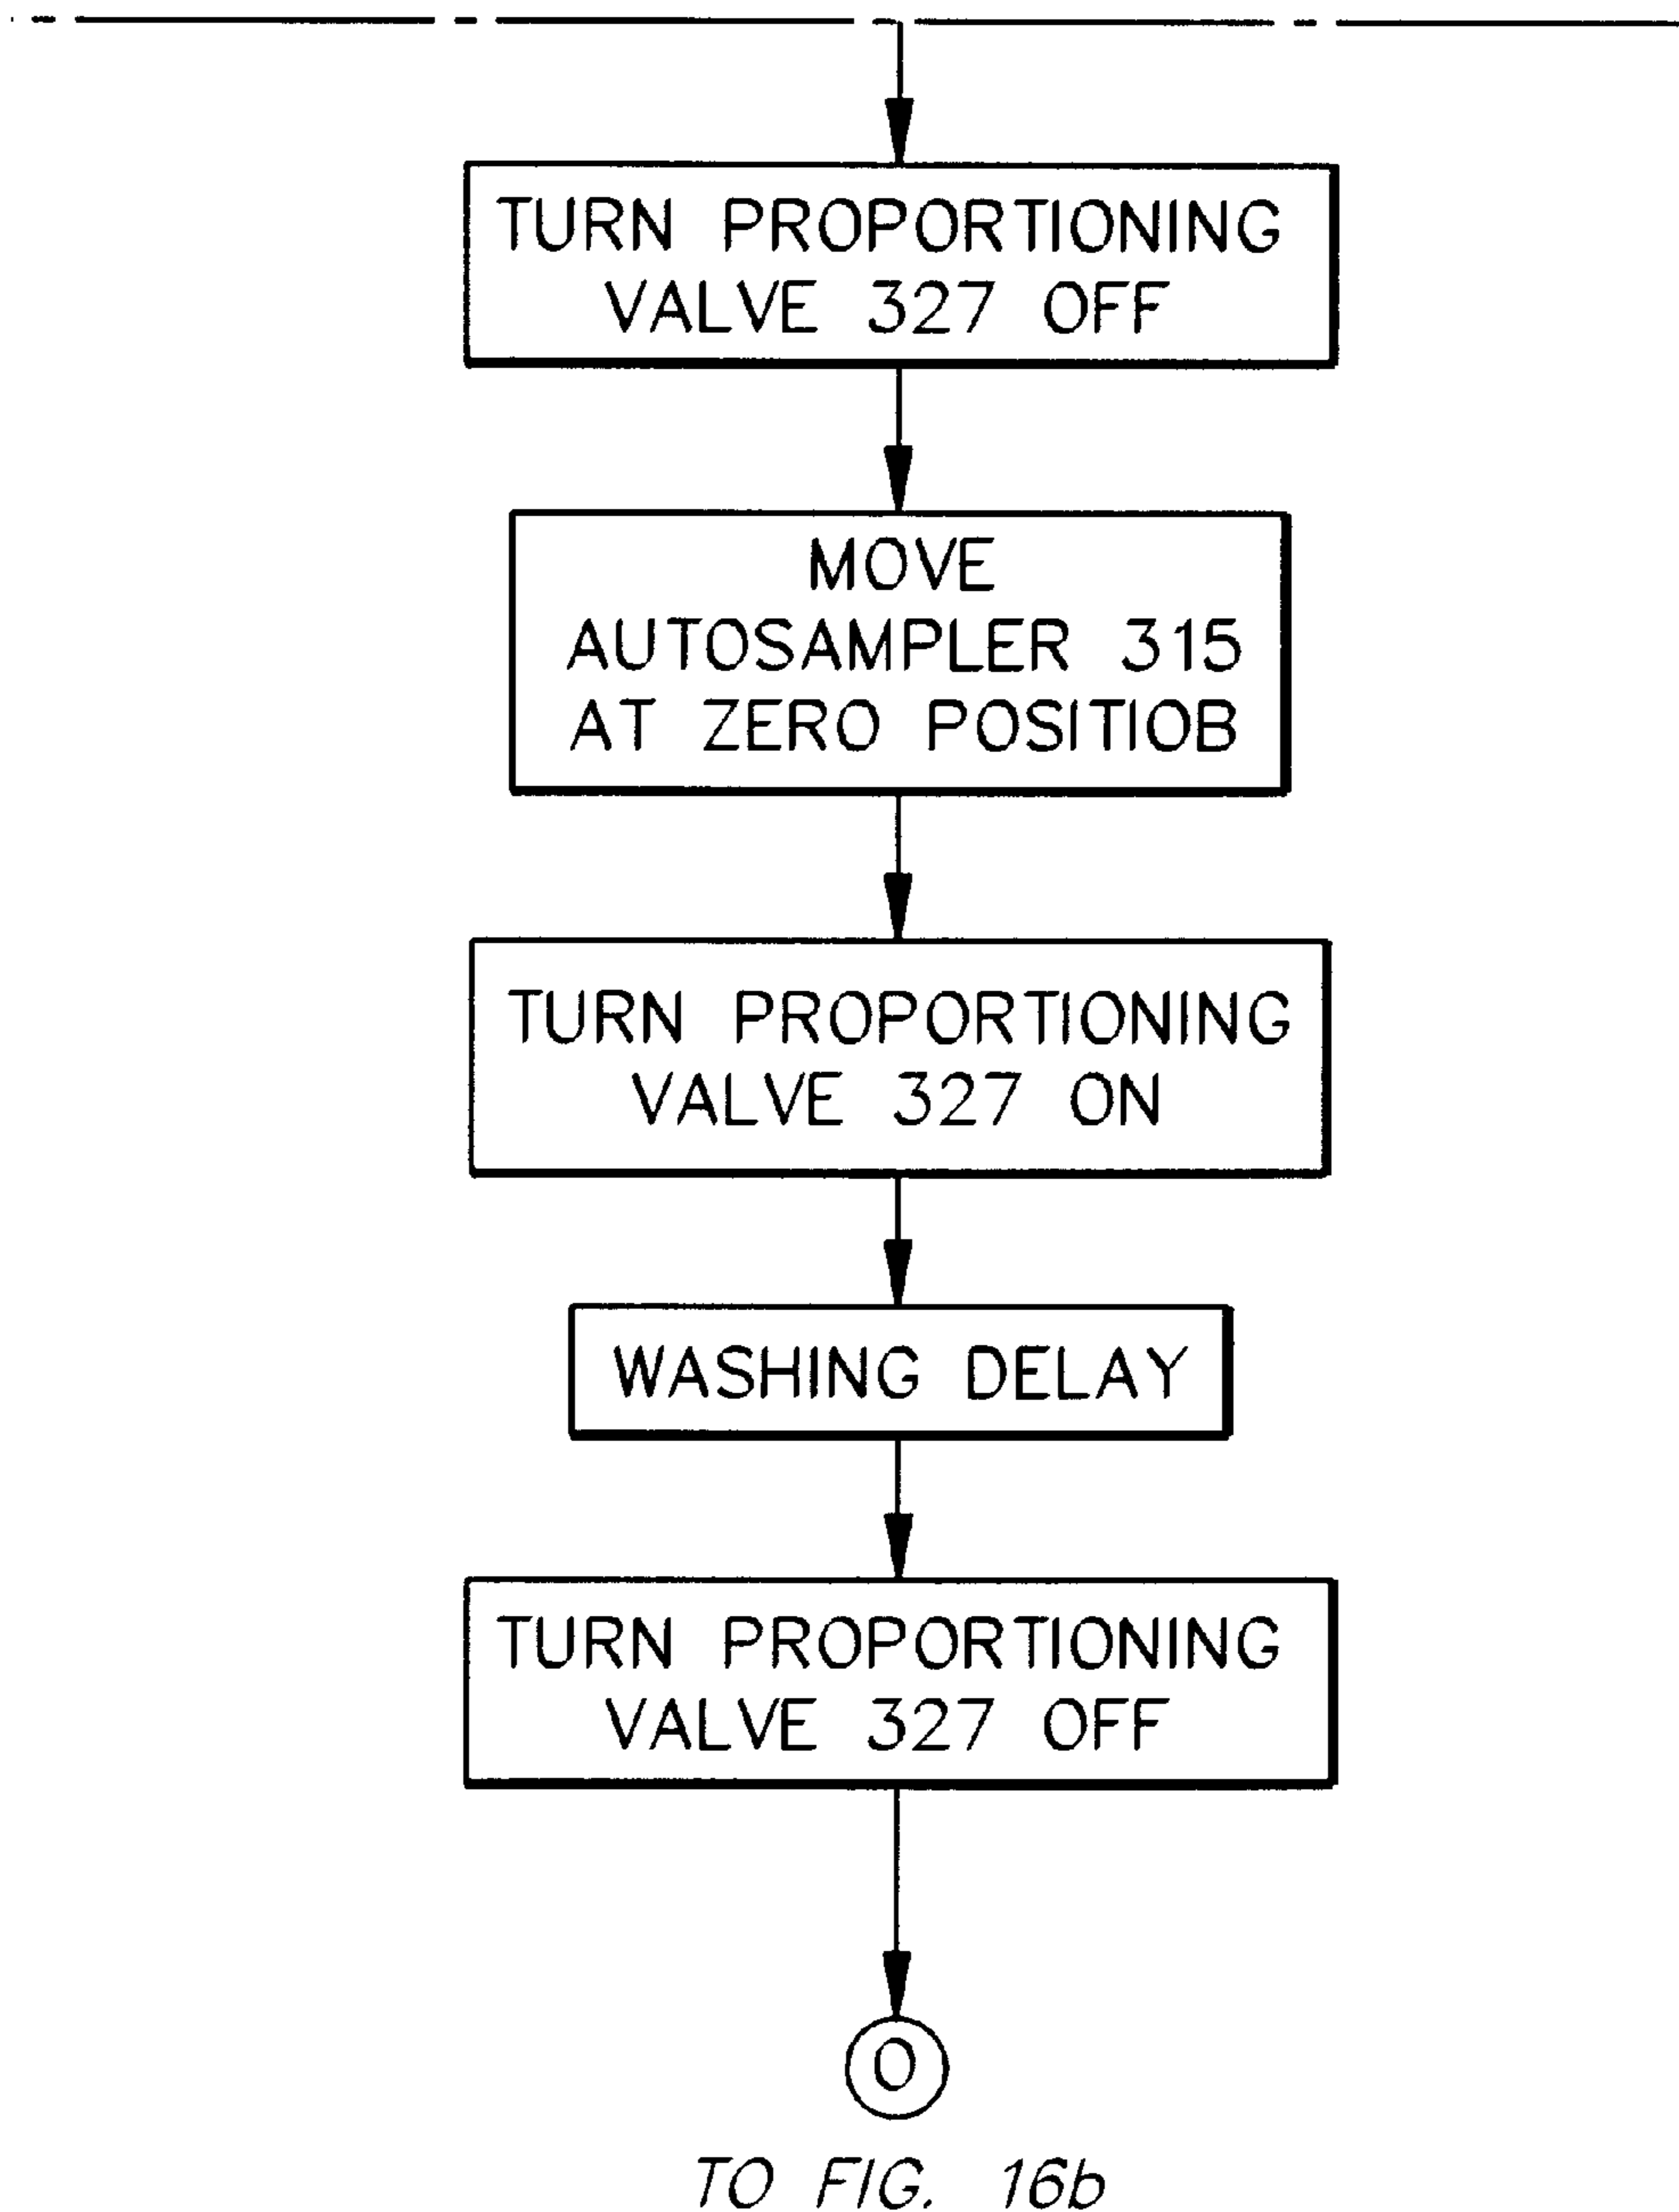 TURN PROPORTIONING
VALVE 327 OFF
MOVE
AUTOSAMPLER 315
AT ZERO POSITIOB
TURN PROPORTIONING
VALVE 327 ON
WASHING DELAY
TURN PROPORTIONING
VALVE 327 OFF
O
TO FIG. 16b